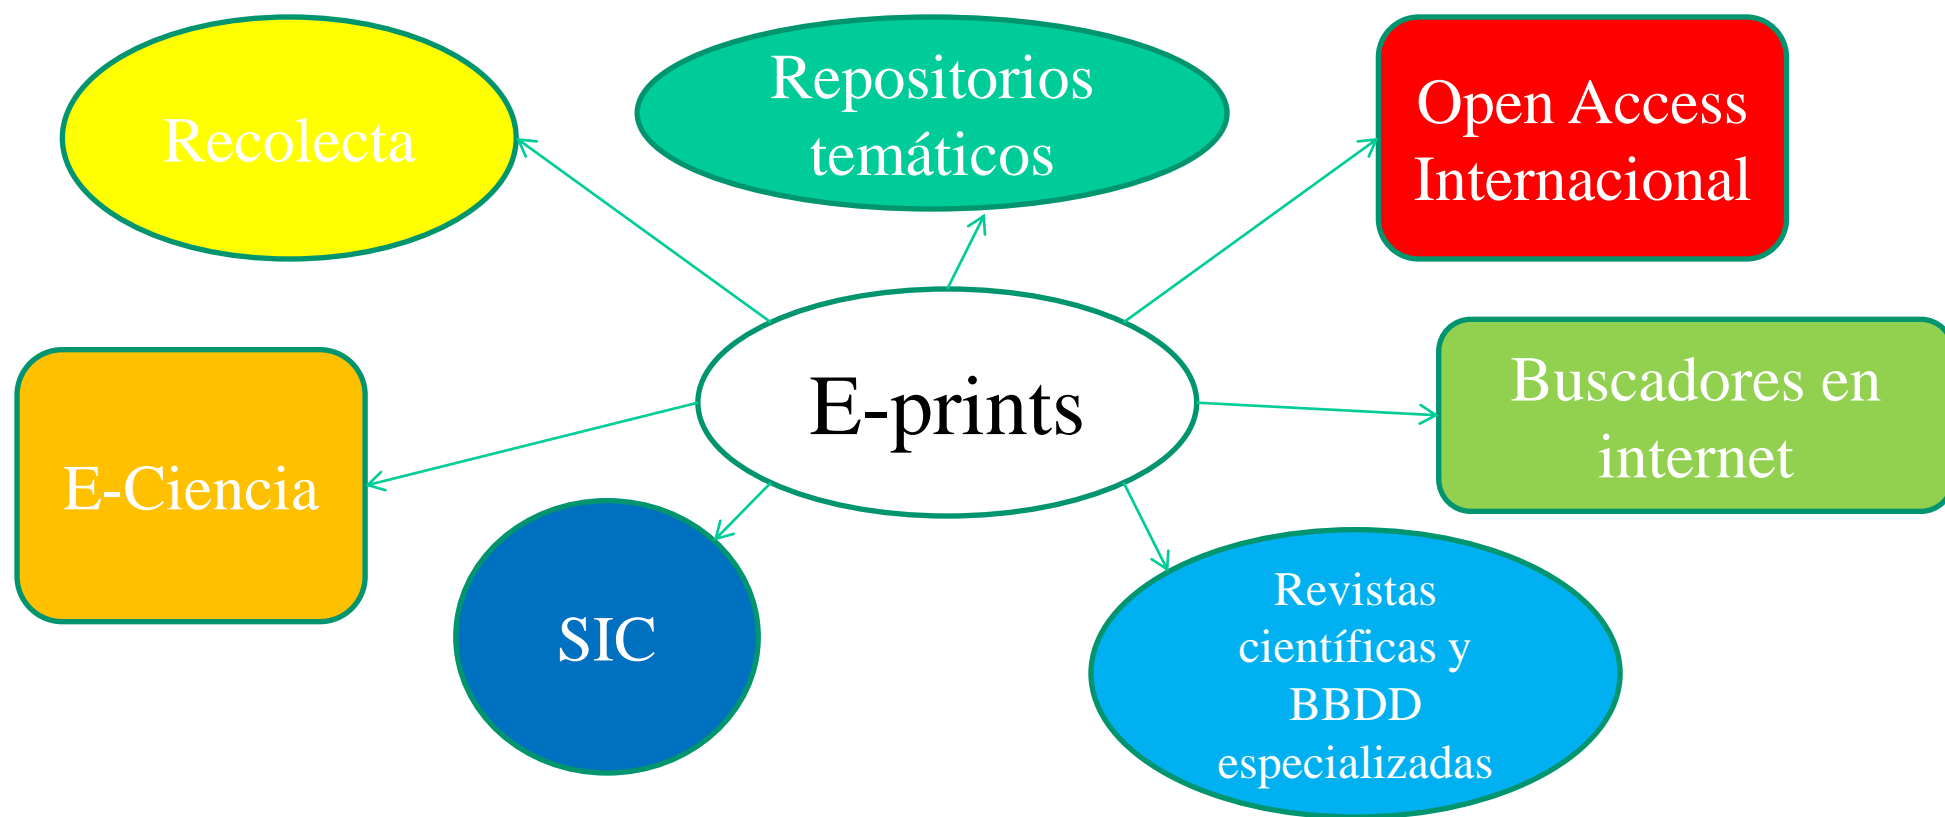 Recolecta
Repositorios
temáticos
Open Access
Internacional
E-prints
Buscadores en
internet
E-Ciencia
SIC
Revistas
científicas y
BBDD
especializadas